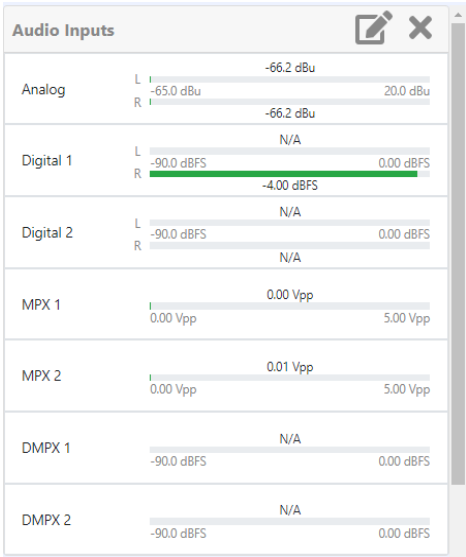 Audio Inputs
-66.2 dBu
Analog
L
-65.0 dBu 20.0 dBu
R
-66.2 dBu
N/A
Digital 1
L
-90.0 dBFS 0.00 dBFS
R
-4.00 dBFS
N/A
Digital 2
L
-90.0 dBFS 0.00 dBFS
R
N/A
0.00 Vpp
MPX 1
0.00 Vpp 5.00 Vpp
0.01 Vpp
MPX 2
0.00 Vpp 5.00 Vpp
N/A
DMPX 1
-90.0 dBFS 0.00 dBFS
N/A
DMPX 2
-90.0 dBFS 0.00 dBFS